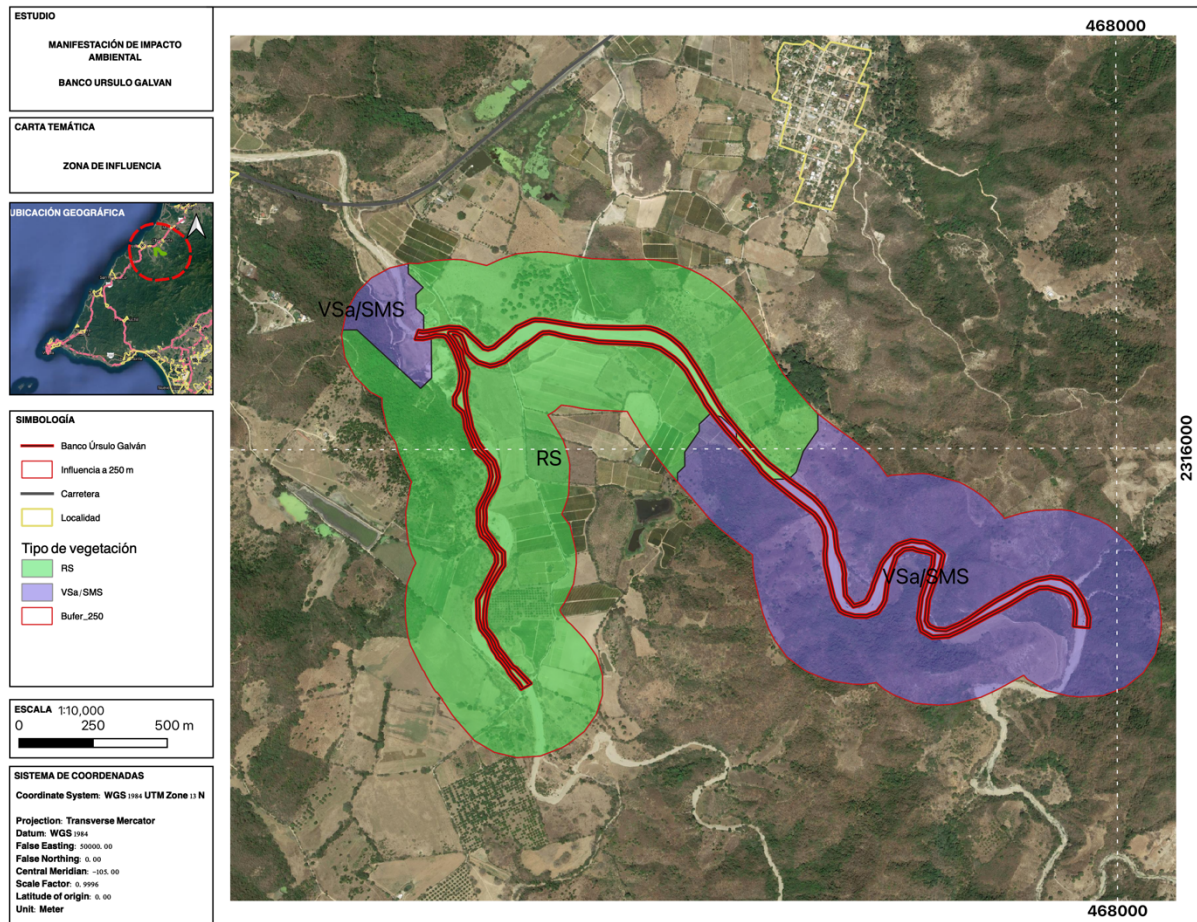 ESTUDIO
MANIFESTACIÓN DE IMPACTO
AMBIENTAL
BANCO URSULO GALVAN
CARTA TEMÁTICA
ZONA DE INFLUENCIA
UBICACIÓN GEOGRÁFICA
SIMBOLOGÍA
Banco Úrsulo Galván
Influencia a 250 m
Carretera
Localidad
Tipo de vegetación
RS
VSa/SMS
Bufer_250
ESCALA 1:10,000
0 250 500 m
SISTEMA DE COORDENADAS
Coordinate System: WGS 1984 UTM Zone 13 N
Projection: Transverse Mercator
Datum: WGS 1984
False Easting: 50000. 00
False Northing: 0. 00
Central Meridian: -105. 00
Scale Factor: 0. 9996
Latitude of origin: 0. 00
Unit: Meter
468000
VSa/SMS
RS
2316000
VSa/SMS
468000